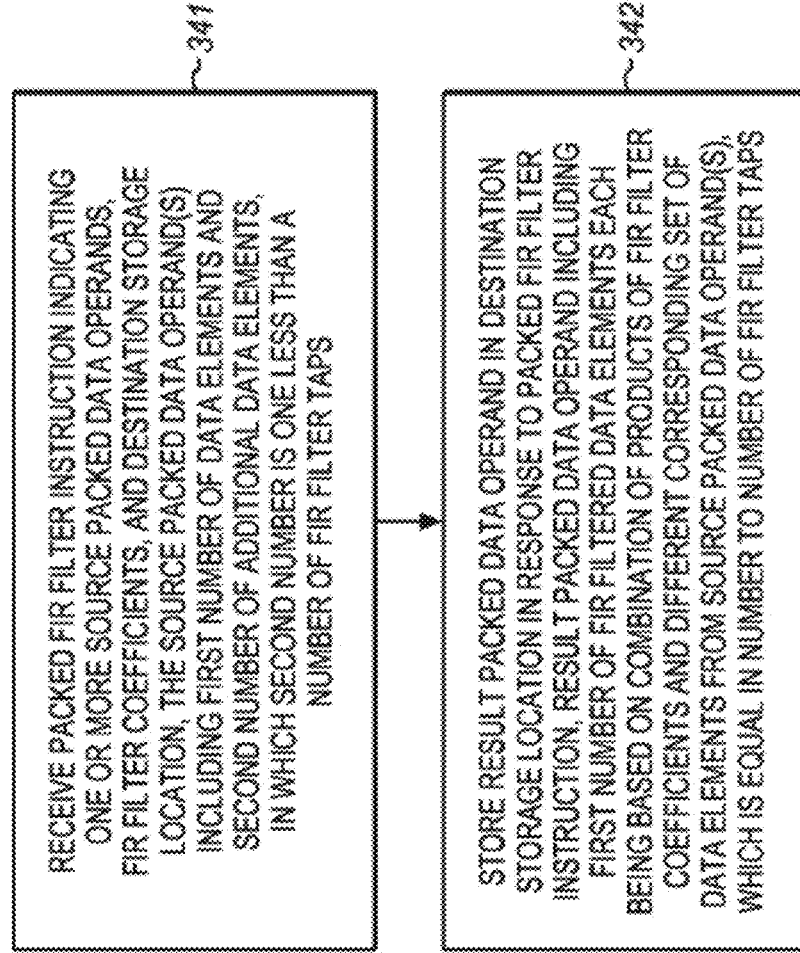 RECEIVE PACKED FIR FILTER INSTRUCTION INDICATING
ONE OR MORE SOURCE PACKED DATA OPERANDS,
FIR FILTER COEFFICIENTS, AND DESTINATION STORAGE
LOCATION, THE SOURCE PACKED DATA OPERAND(S)
INCLUDING FIRST NUMBER OF DATA ELEMENTS AND
SECOND NUMBER OF ADDITIONAL DATA ELEMENTS,
IN WHICH SECOND NUMBER IS ONE LESS THAN A
NUMBER OF FIR FILTER TAPS
341
STORE RESULT PACKED DATA OPERAND IN DESTINATION
STORAGE LOCATION IN RESPONSE TO PACKED FIR FILTER
INSTRUCTION, RESULT PACKED DATA OPERAND INCLUDING
FIRST NUMBER OF FIR FILTERED DATA ELEMENTS EACH
BEING BASED ON COMBINATION OF PRODUCTS OF FIR FILTER
COEFFICIENTS AND DIFFERENT CORRESPONDING SET OF
DATA ELEMENTS FROM SOURCE PACKED DATA OPERAND(S),
WHICH IS EQUAL IN NUMBER TO NUMBER OF FIR FILTER TAPS
342